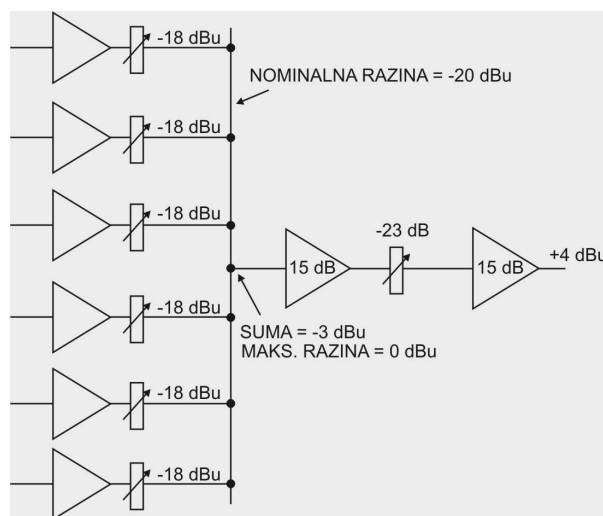 -18 dBu
NOMINALNA RAZINA = -20 dBu
-18 dBu
-18 dBu
-23 dB
15 dB
15 dB
+4 dBu
-18 dBu
SUMA = -3 dBu
MAKS. RAZINA = 0 dBu
-18 dBu
-18 dBu